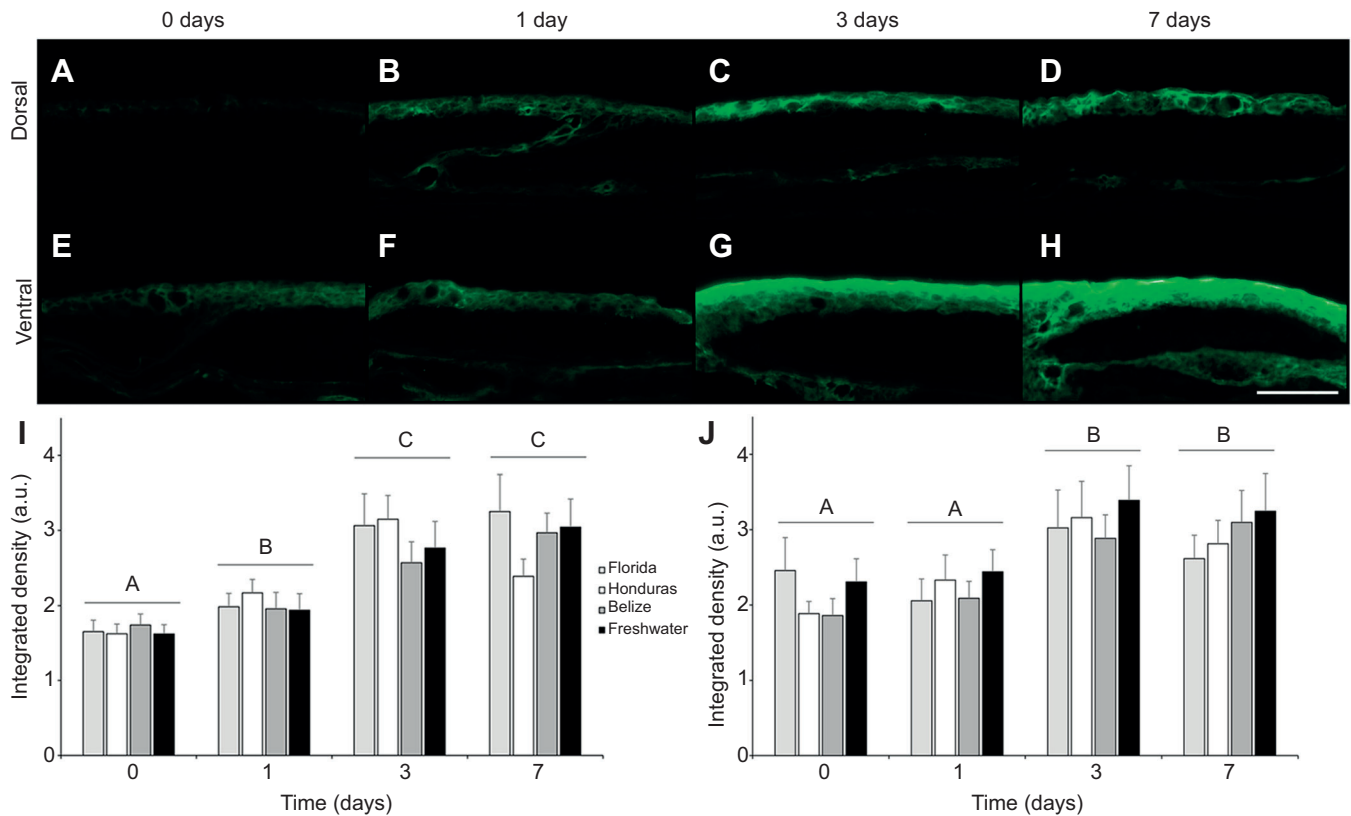 0 days
1 day
3 days
7 days
Dorsal
A
B
C
D
Ventral
E
F
G
H
I
Integrated density (a.u.)
4
3
2
1
0
A
B
C
C
0
1
3
7
Time (days)
Florida
Honduras
Belize
Freshwater
J
Integrated density (a.u.)
4
3
2
1
0
A
A
B
B
0
1
3
7
Time (days)